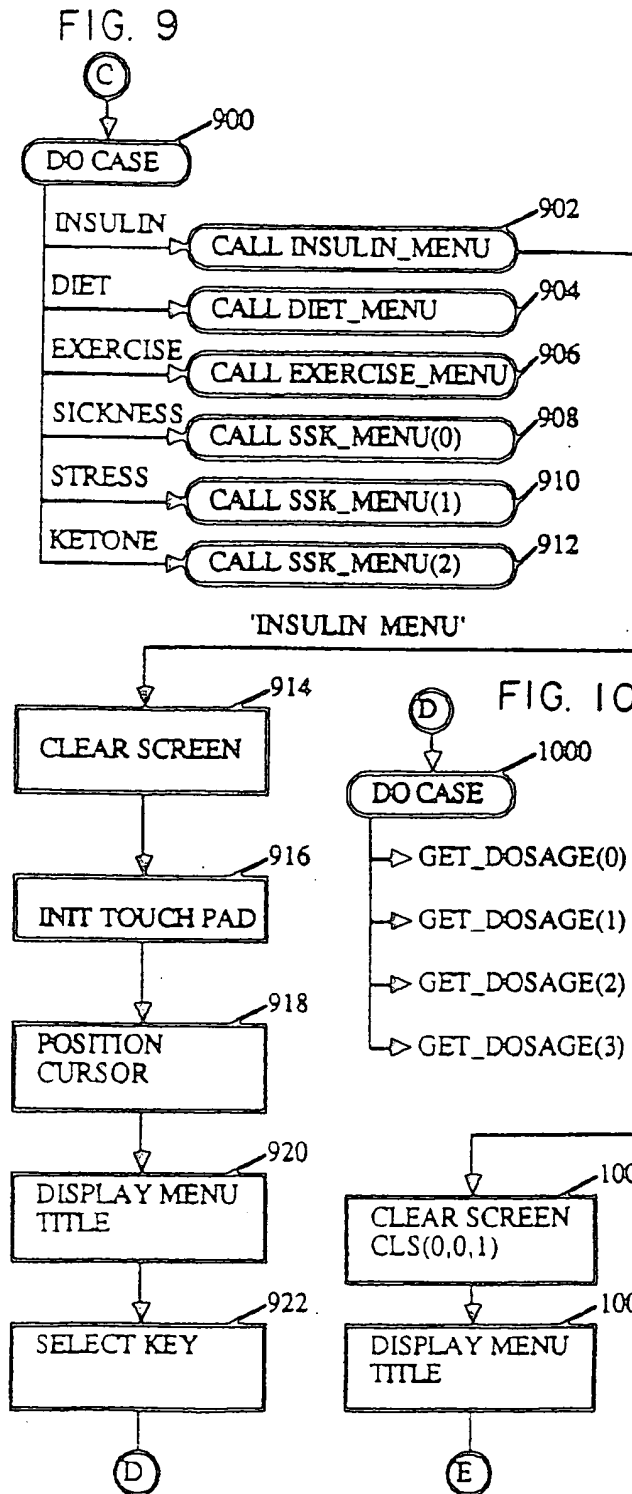 FIG. 9
C
900
DO CASE
INSULIN
902
CALL INSULIN_MENU
DIET
904
CALL DIET_MENU
EXERCISE
906
CALL EXERCISE_MENU
SICKNESS
908
CALL SSK_MENU(0)
STRESS
910
CALL SSK_MENU(1)
KETONE
912
CALL SSK_MENU(2)
'INSULIN MENU'
914
CLEAR SCREEN
916
INIT TOUCH PAD
918
POSITION
CURSOR
920
DISPLAY MENU
TITLE
922
SELECT KEY
D
FIG. 10
D
1000
DO CASE
GET_DOSAGE(0)
GET_DOSAGE(1)
GET_DOSAGE(2)
GET_DOSAGE(3)
CLEAR SCREEN
CLS(0,0,1)
DISPLAY MENU
TITLE
E